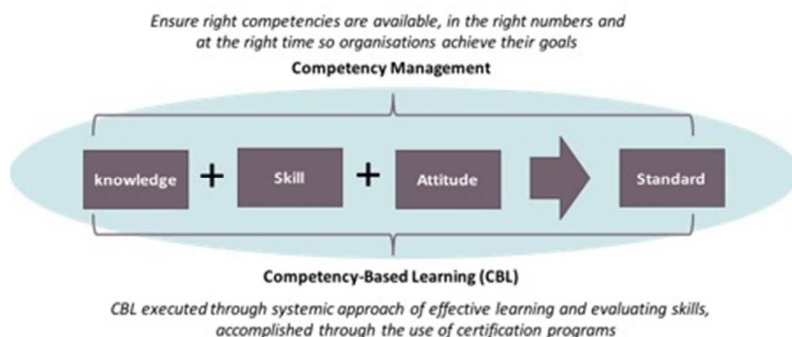 Ensure right competencies are available, in the right numbers and
at the right time so organisations achieve their goals
Competency Management
knowledge + Skill + Attitude Standard
Competency-Based Learning (CBL)
CBL executed through systemic approach of effective learning and evaluating skills,
accomplished through the use of certification programs